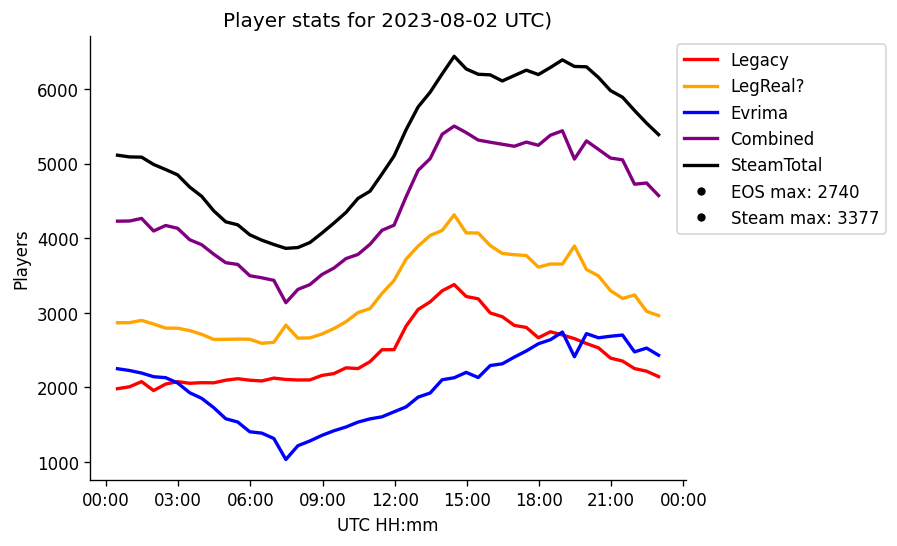 Player stats for 2023-08-02 UTC)
Legacy
LegReal?
Evrima
Combined
SteamTotal
EOS max: 2740
Steam max: 3377
Players
6000
5000
4000
3000
2000
1000
00:00 03:00 06:00 09:00 12:00 15:00 18:00 21:00 00:00
UTC HH:mm